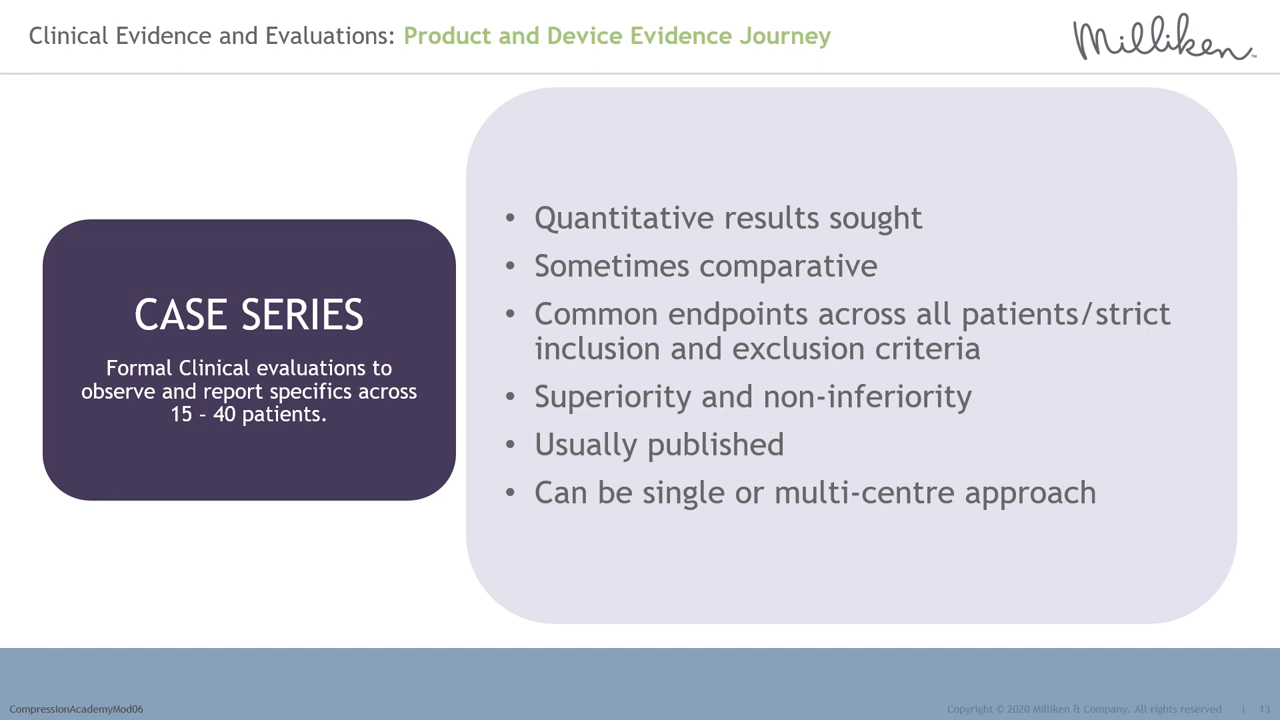 Clinical Evidence and Evaluations: Product and Device Evidence Journey
Milliken™
CASE SERIES
Formal Clinical evaluations to
observe and report specifics across
15 - 40 patients.
• Quantitative results sought
• Sometimes comparative
• Common endpoints across all patients/strict
inclusion and exclusion criteria
• Superiority and non-inferiority
• Usually published
• Can be single or multi-centre approach
CompressionAcademyMod06
Copyright © 2020 Milliken & Company. All rights reserved | 13